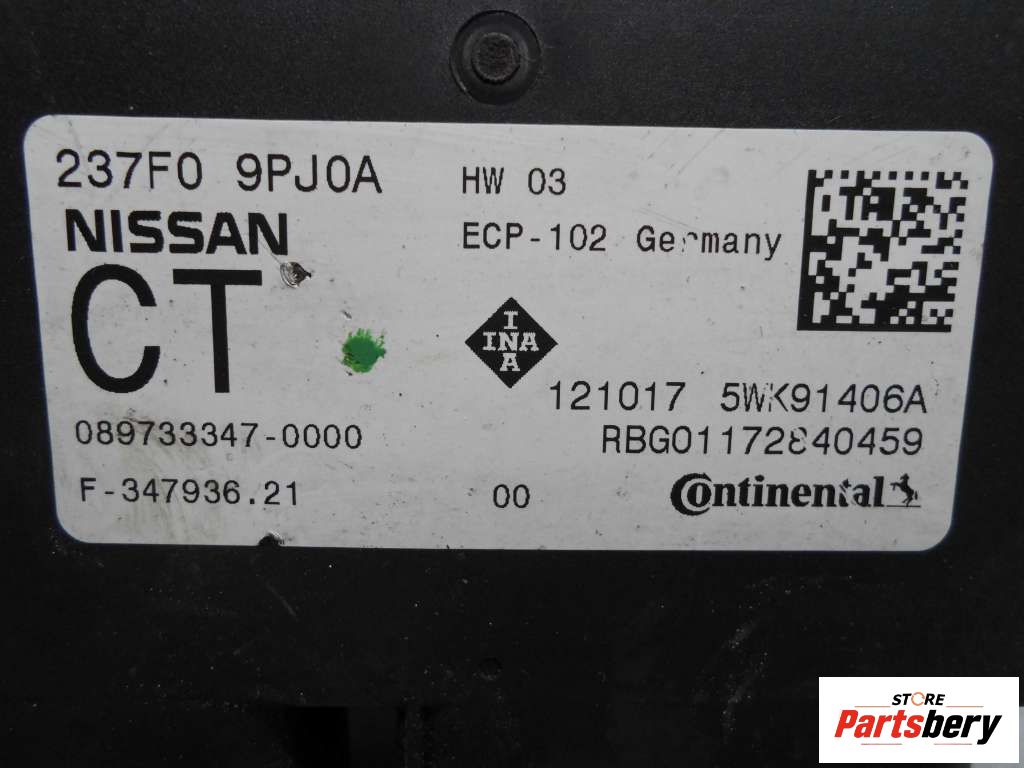 237F0 9PJ0A HW 03
NISSAN ECP-102 Germany
CT
I
INA
A
121017 5WK91406A
089733347-0000 RBG01172840459
F-347936.21 00 Continental
STORE
Partsbery